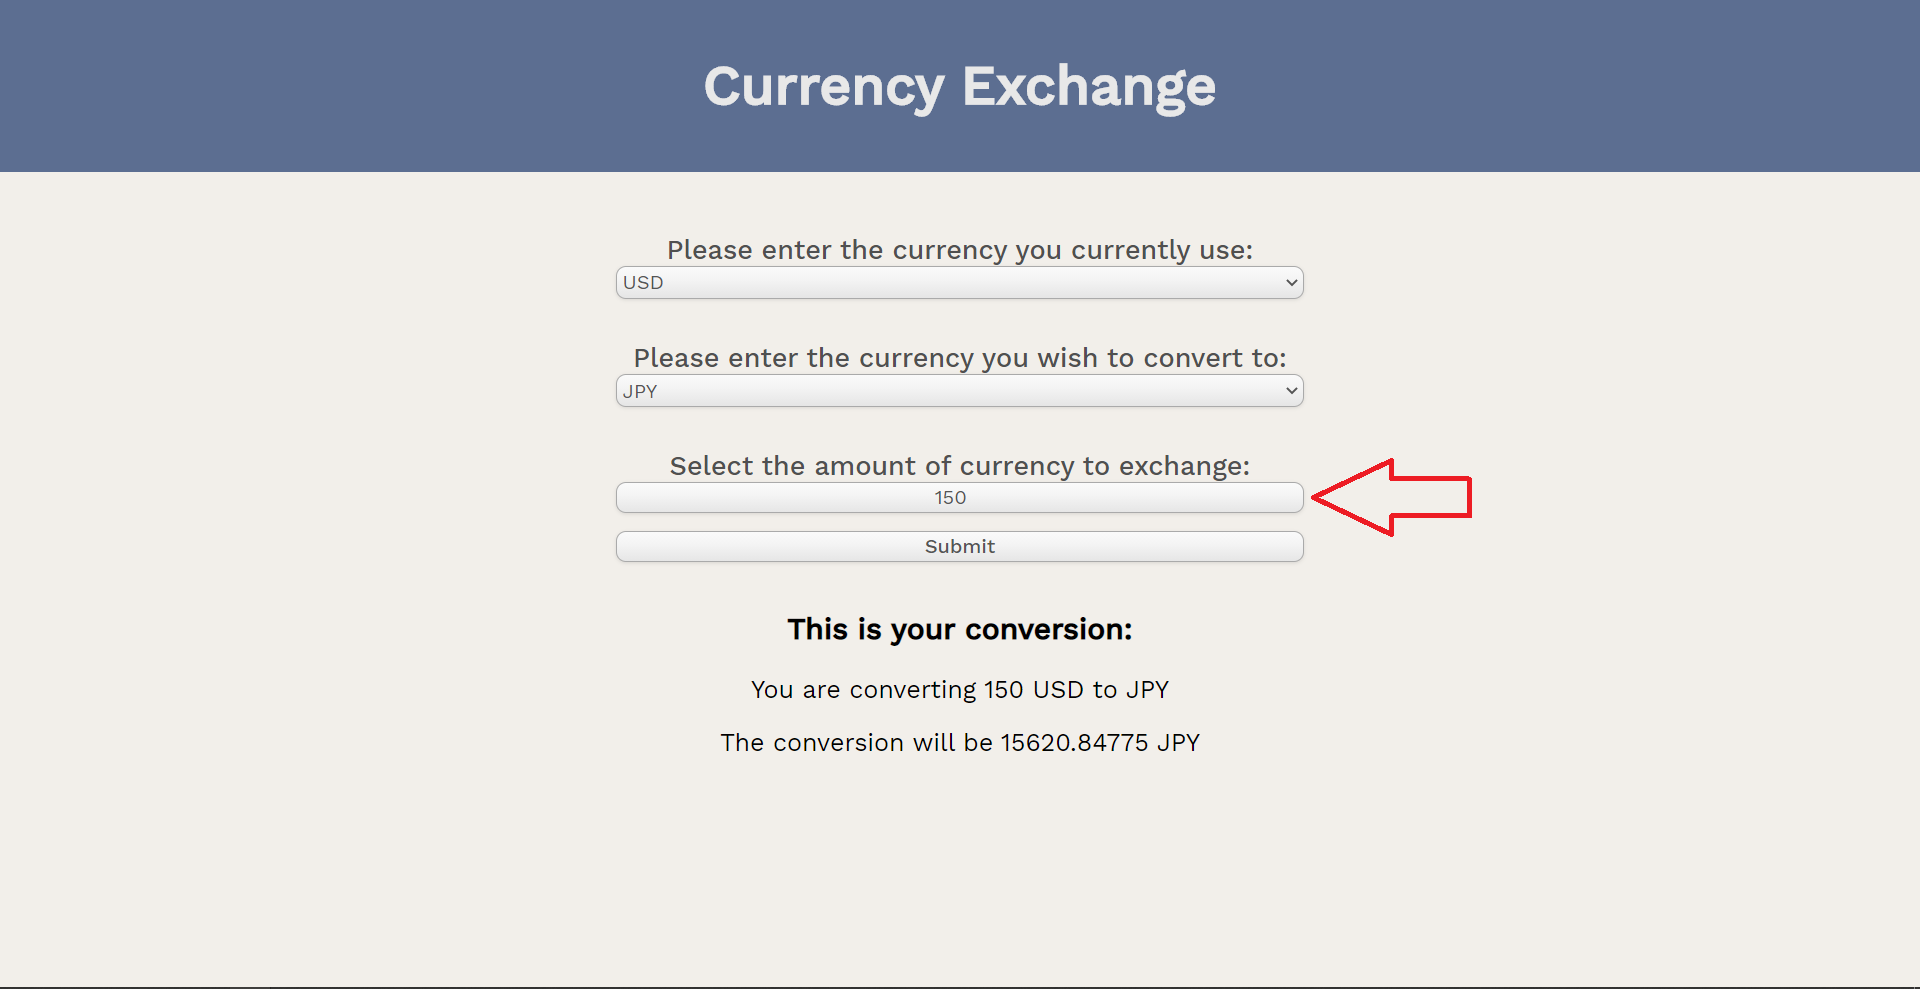 Currency Exchange
Please enter the currency you currently use:
USD
Please enter the currency you wish to convert to:
JPY
Select the amount of currency to exchange:
150
Submit
This is your conversion:
You are converting 150 USD to JPY
The conversion will be 15620.84775 JPY